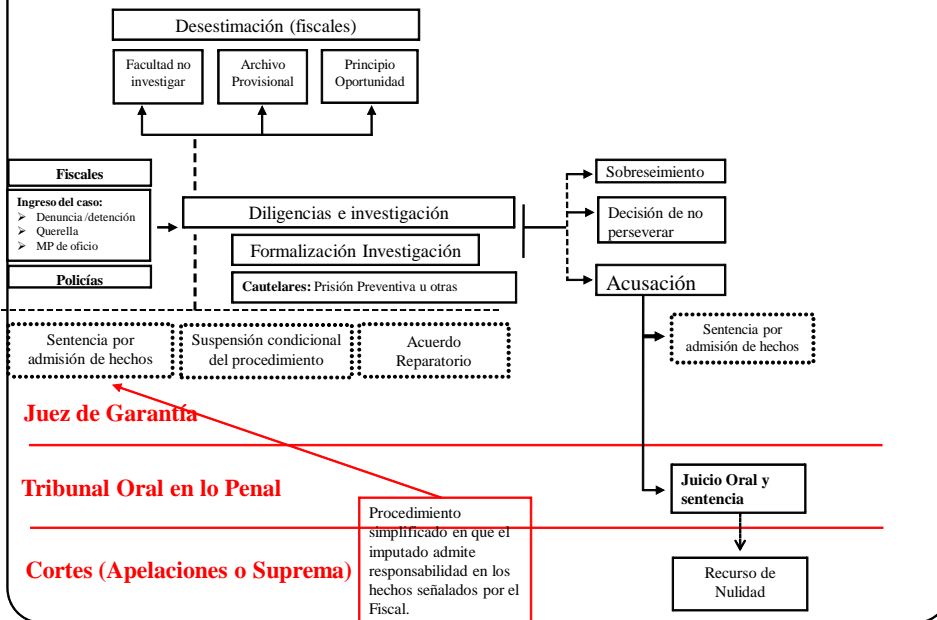 Desestimación (fiscales)
Facultad no
investigar
Archivo
Provisional
Principio
Oportunidad
Fiscales
Ingreso del caso:
➢ Denuncia /detención
➢ Querella
➢ MP de oficio
Policías
Diligencias e investigación
Formalización Investigación
Cautelares: Prisión Preventiva u otras
Sobreseimiento
Decisión de no
perseverar
Acusación
Sentencia por
admisión de hechos
Suspensión condicional
del procedimiento
Acuerdo
Reparatorio
Sentencia por
admisión de hechos
Juez de Garantía
Tribunal Oral en lo Penal
Juicio Oral y
sentencia
Procedimiento
simplificado en que el
imputado admite
responsabilidad en los
hechos señalados por el
Fiscal.
Cortes (Apelaciones o Suprema)
Recurso de
Nulidad